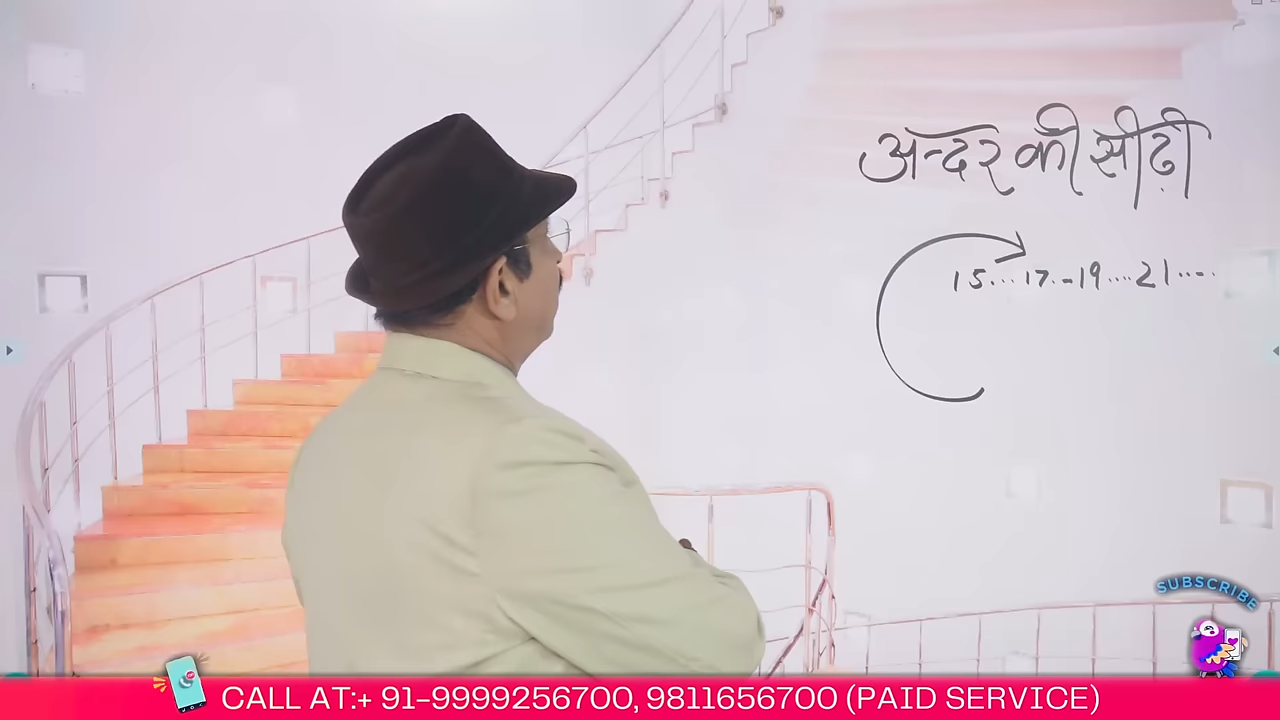 अन्दर की सीढ़ी
15...17...19....21.....
SUBSCRIBE
CALL AT:+ 91-9999256700, 9811656700 (PAID SERVICE)